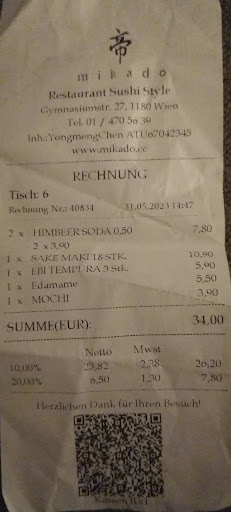 帝
mikado
Restaurant Sushi Style
Gymnasiumstr. 27, 1180 Wien
Tel. 01 / 470 56 39
Inh.:YongmengChen ATU67042345
www.mikado.cc
RECHNUNG
Tisch: 6
Rechnung Nr.: 40834 31.05.2023 14:47
2 x HIMBEER SODA 0,50 7,80
2 x 3,90
1 x SAKE MAKI 18 STK. 10,90
1 x EBI TEMPURA 3 Stk. 5,90
1 x Edamame 5,50
1 x MOCHI 3,90
SUMME(EUR): 34,00
Netto Mwst
10,00% 23,82 2,38 26,20
20,00% 6,50 1,30 7,80
Herzlichen Dank für Ihren Besuch!